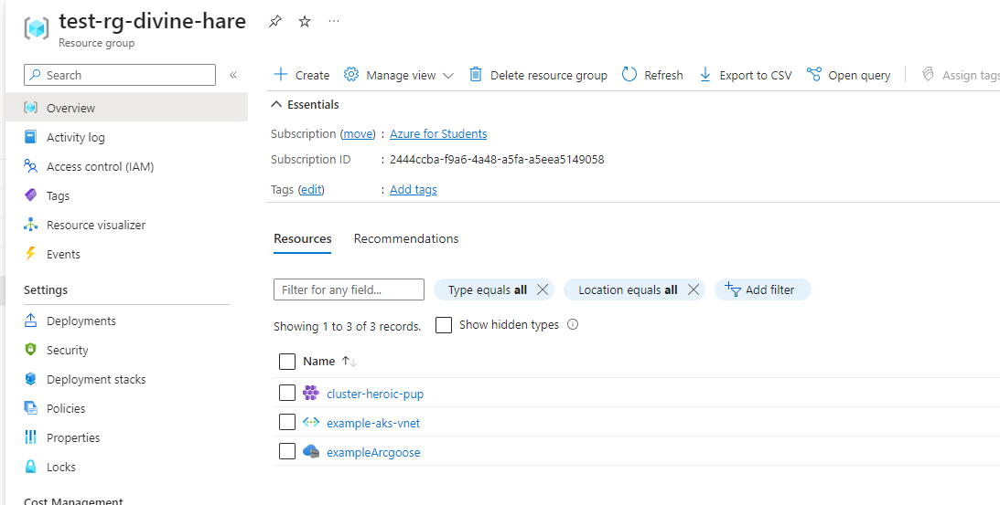 test-rg-divine-hare
Resource group
Search
Overview
Activity log
Access control (IAM)
Tags
Resource visualizer
Events
Settings
Deployments
Security
Deployment stacks
Policies
Properties
Locks
Cost Management
Create
Manage view
Delete resource group
Refresh
Export to CSV
Open query
Assign tags
Essentials
Subscription (move) : Azure for Students
Subscription ID : 2444ccba-f9a6-4a48-a5fa-a5eea5149058
Tags (edit) : Add tags
Resources Recommendations
Filter for any field... Type equals all Location equals all Add filter
Showing 1 to 3 of 3 records. Show hidden types
Name
cluster-heroic-pup
example-aks-vnet
exampleArcgoose